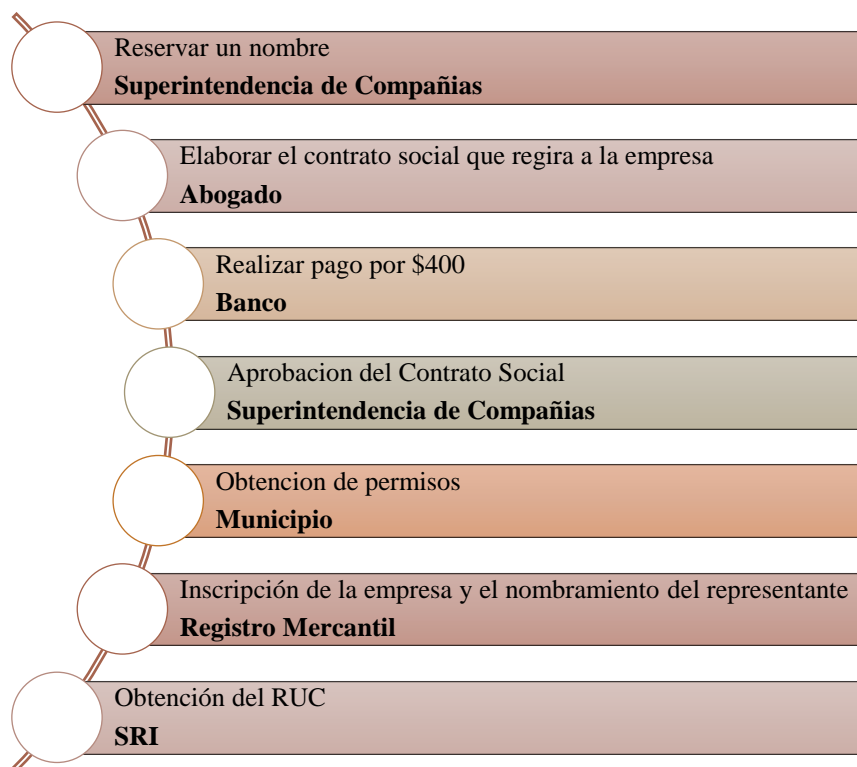 Reservar un nombre
Superintendencia de Compañias
Elaborar el contrato social que regira a la empresa
Abogado
Realizar pago por $400
Banco
Aprobacion del Contrato Social
Superintendencia de Compañias
Obtencion de permisos
Municipio
Inscripción de la empresa y el nombramiento del representante
Registro Mercantil
Obtención del RUC
SRI